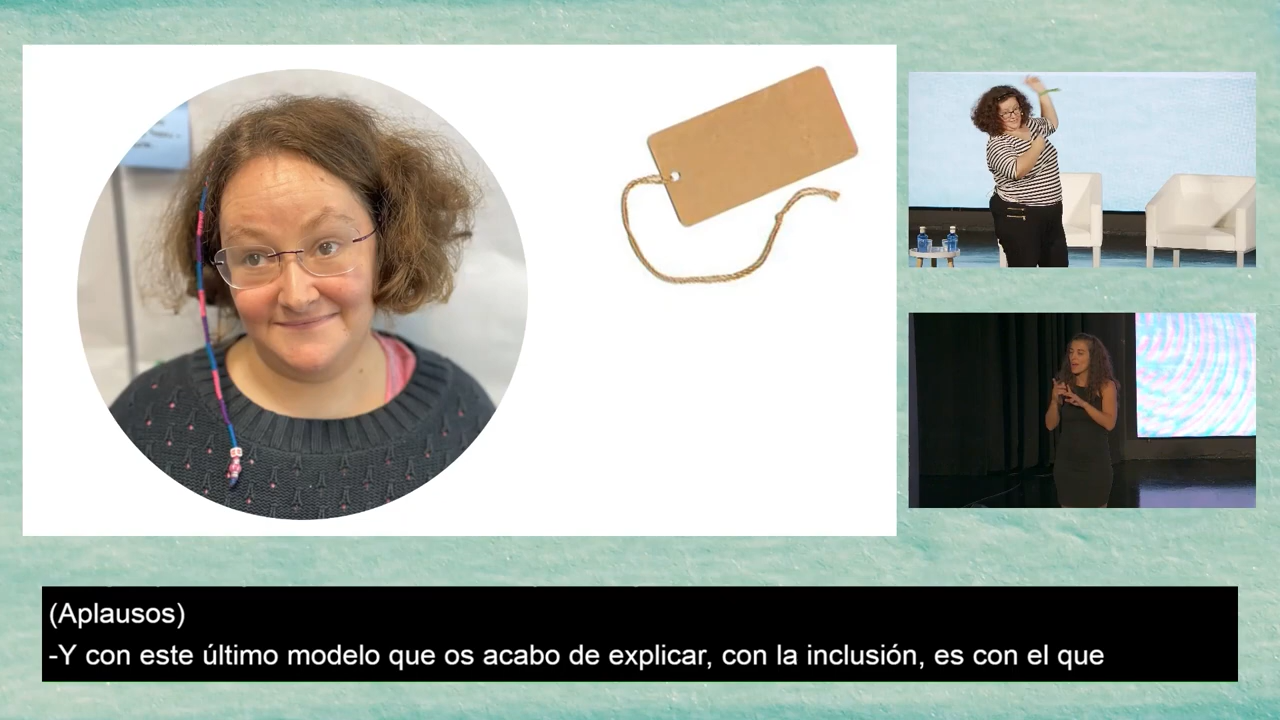 (Aplausos)
-Y con este último modelo que os acabo de explicar, con la inclusión, es con el que